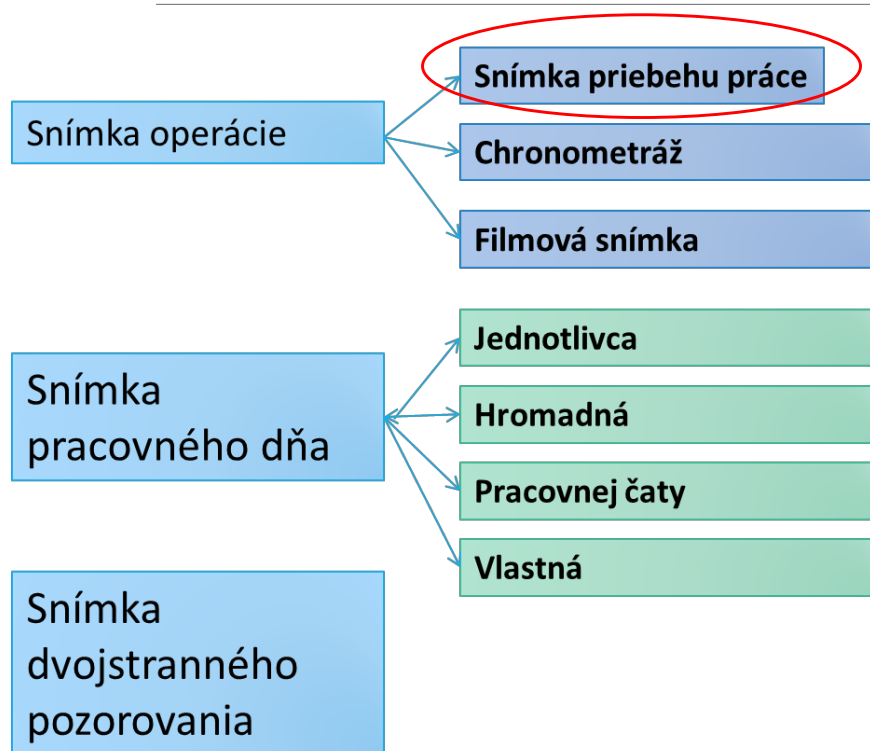 Snímka operácie
Snímka priebehu práce
Chronometráž
Filmová snímka
Snímka
pracovného dňa
Jednotlivca
Hromadná
Pracovnej čaty
Vlastná
Snímka
dvojstranného
pozorovania